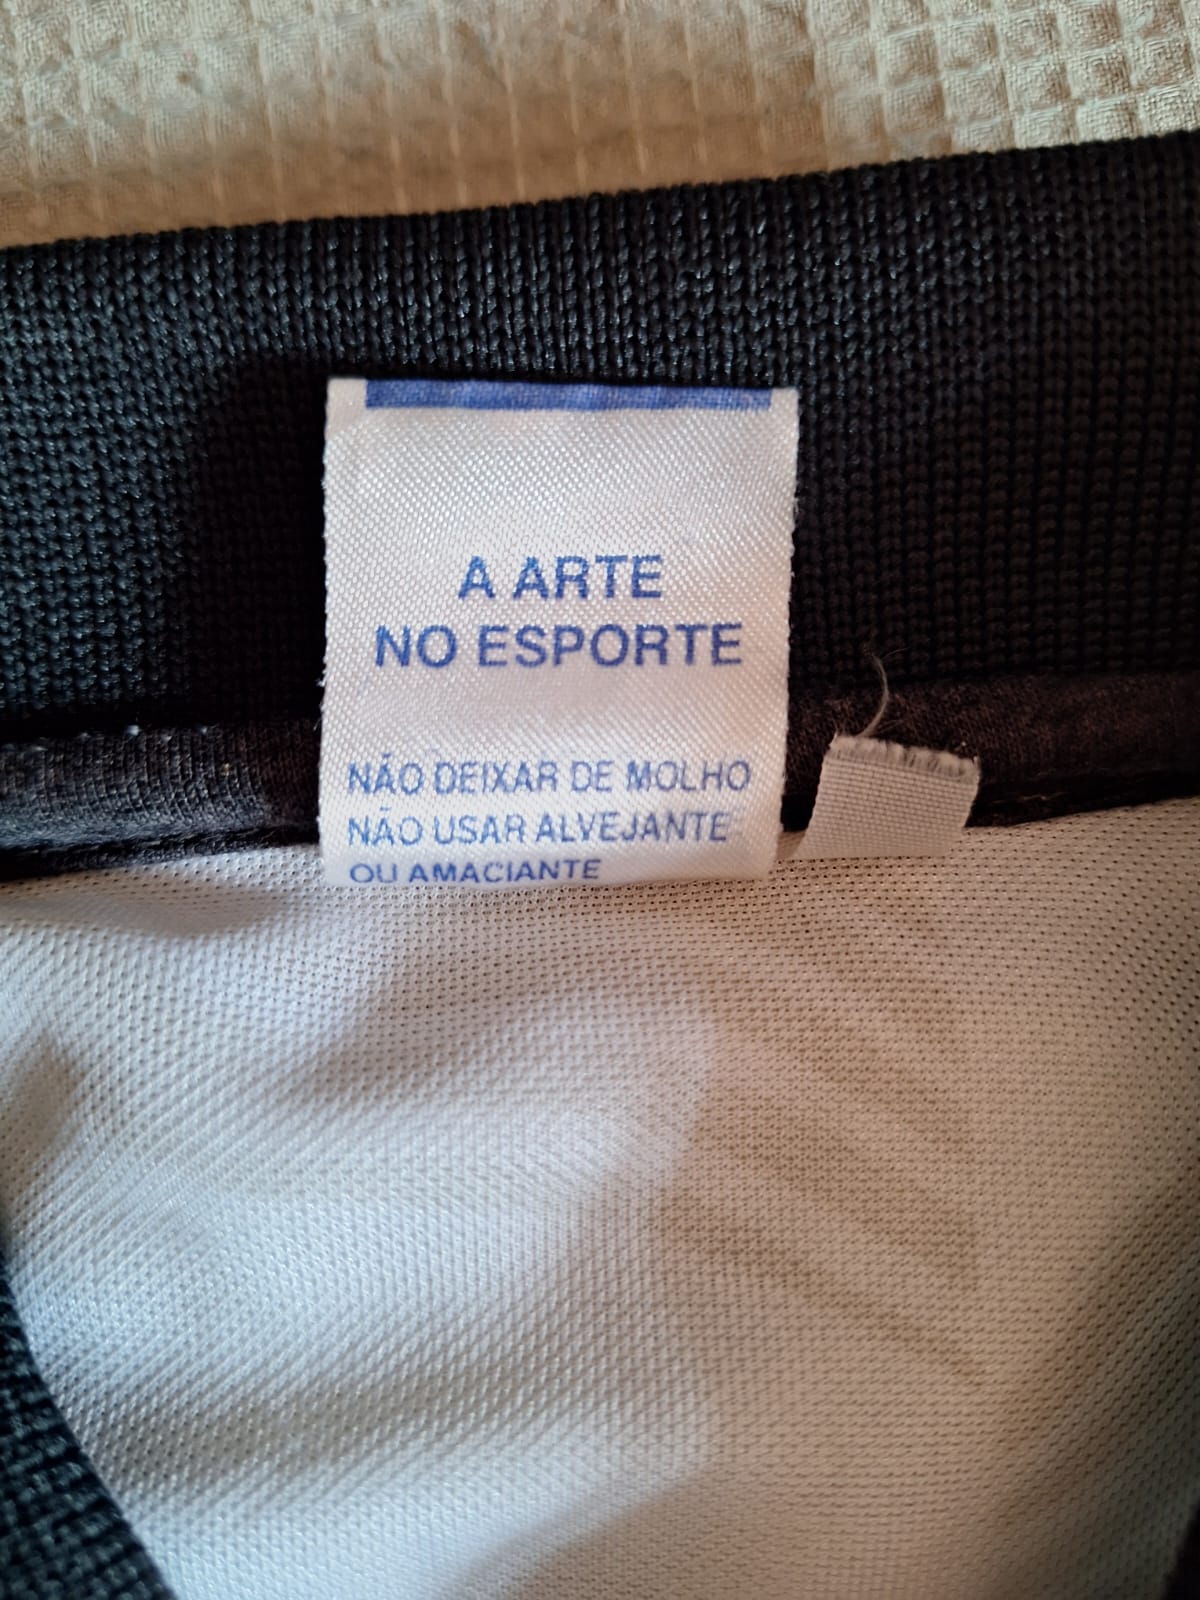 A ARTE
NO ESPORTE
NÃO DEIXAR DE MOLHO
NÃO USAR ALVEJANTE
OU AMACIANTE